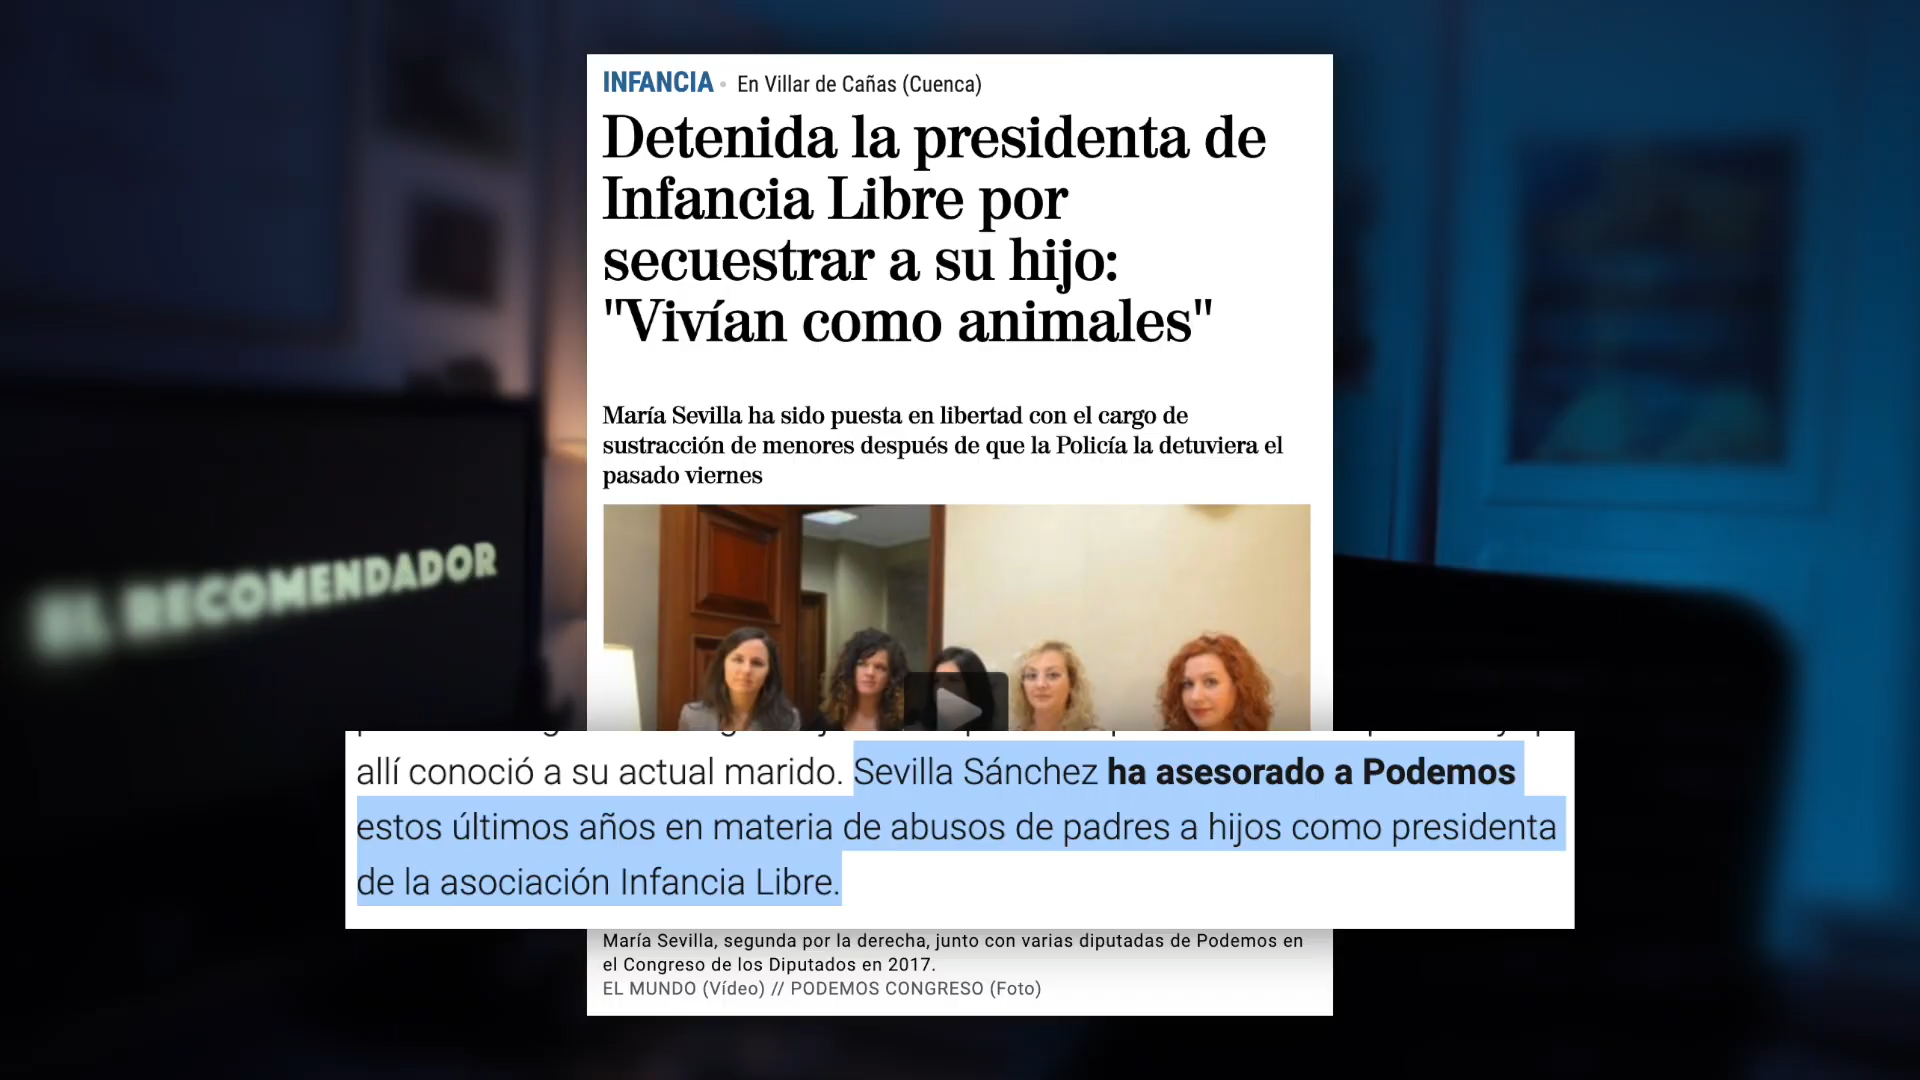 INFANCIA • En Villar de Cañas (Cuenca)
Detenida la presidenta de
Infancia Libre por
secuestrar a su hijo:
"Vivían como animales"
María Sevilla ha sido puesta en libertad con el cargo de
sustracción de menores después de que la Policía la detuviera el
pasado viernes
EL RECOMENDADOR
allí conoció a su actual marido. Sevilla Sánchez ha asesorado a Podemos
estos últimos años en materia de abusos de padres a hijos como presidenta
de la asociación Infancia Libre.
María Sevilla, segunda por la derecha, junto con varias diputadas de Podemos en
el Congreso de los Diputados en 2017.
EL MUNDO (Vídeo) // PODEMOS CONGRESO (Foto)